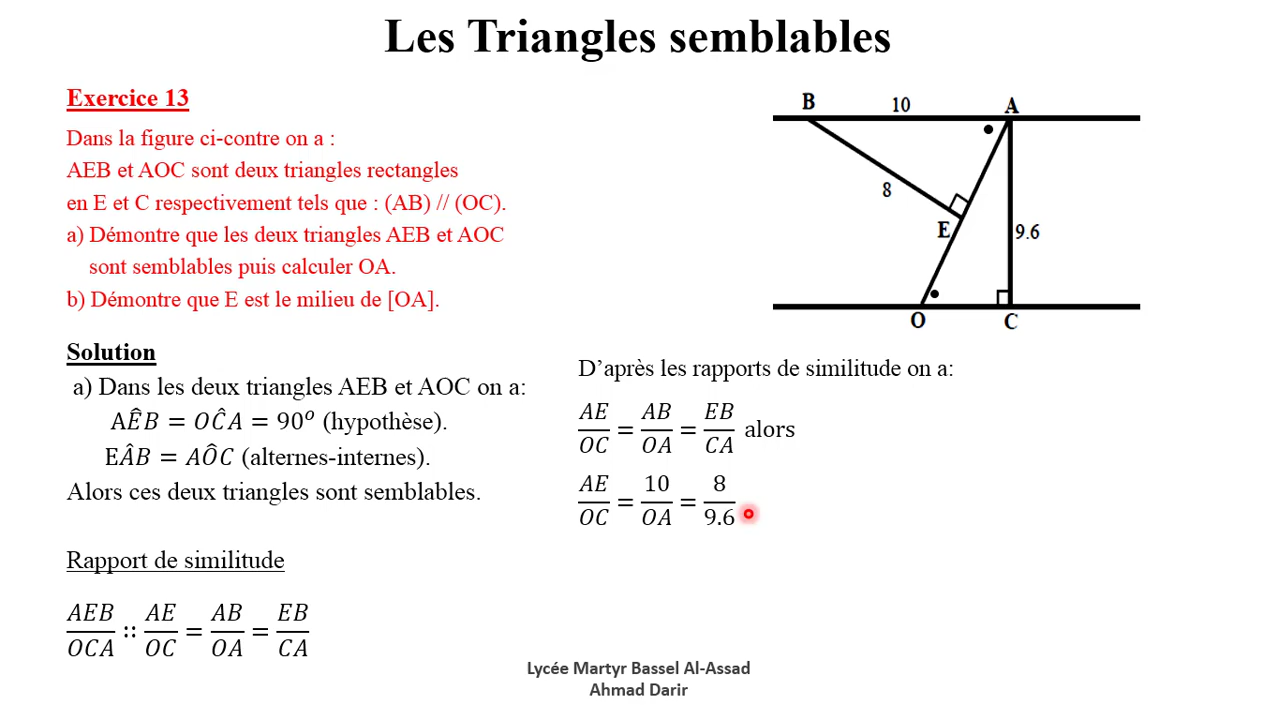 Les Triangles semblables
Exercice 13
Dans la figure ci-contre on a :
AEB et AOC sont deux triangles rectangles
en E et C respectivement tels que : (AB) // (OC).
a) Démontre que les deux triangles AEB et AOC
sont semblables puis calculer OA.
b) Démontre que E est le milieu de [OA].
B 10 A
8
E 9.6
O C
Solution
a) Dans les deux triangles AEB et AOC on a:
AÊB = OĈA = 90° (hypothèse).
EÂB = AÔC (alternes-internes).
Alors ces deux triangles sont semblables.
Rapport de similitude
AEB/OCA :: AE/OC = AB/OA = EB/CA
D'après les rapports de similitude on a:
AE/OC = AB/OA = EB/CA alors
AE/OC = 10/OA = 8/9.6
Lycée Martyr Bassel Al-Assad
Ahmad Darir